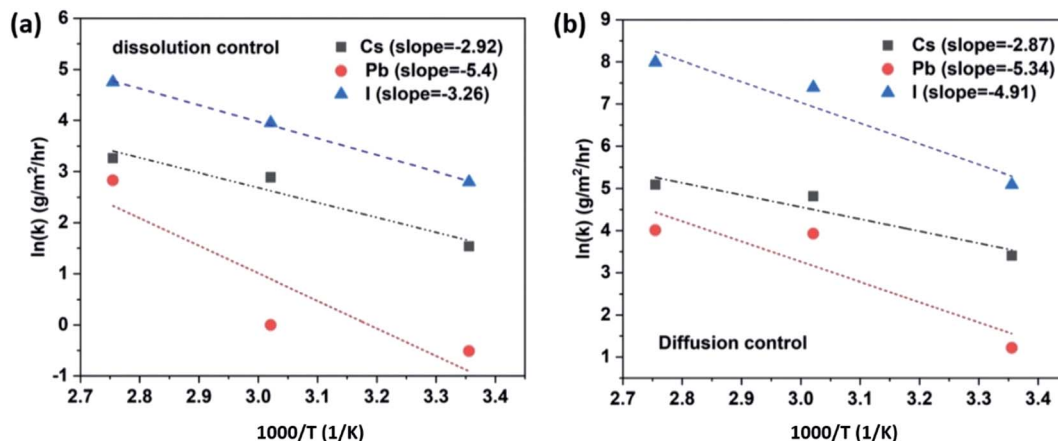 (a)
dissolution control
Cs (slope=-2.92)
Pb (slope=-5.4)
I (slope=-3.26)
ln(k) (g/m²/hr)
6
5
4
3
2
1
0
-1
2.7 2.8 2.9 3.0 3.1 3.2 3.3 3.4
1000/T (1/K)
(b)
Cs (slope=-2.87)
Pb (slope=-5.34)
I (slope=-4.91)
Diffusion control
ln(k) (g/m²/hr)
9
8
7
6
5
4
3
2
1
2.7 2.8 2.9 3.0 3.1 3.2 3.3 3.4
1000/T (1/K)